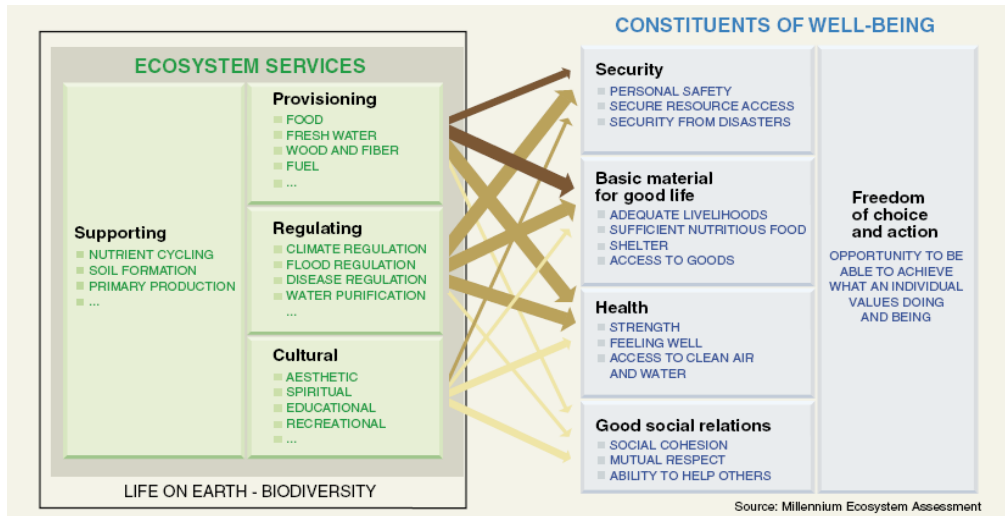 CONSTITUENTS OF WELL-BEING
ECOSYSTEM SERVICES
Supporting
NUTRIENT CYCLING
SOIL FORMATION
PRIMARY PRODUCTION
...
Provisioning
FOOD
FRESH WATER
WOOD AND FIBER
FUEL
...
Regulating
CLIMATE REGULATION
FLOOD REGULATION
DISEASE REGULATION
WATER PURIFICATION
...
Cultural
AESTHETIC
SPIRITUAL
EDUCATIONAL
RECREATIONAL
...
LIFE ON EARTH - BIODIVERSITY
Security
PERSONAL SAFETY
SECURE RESOURCE ACCESS
SECURITY FROM DISASTERS
Basic material
for good life
ADEQUATE LIVELIHOODS
SUFFICIENT NUTRITIOUS FOOD
SHELTER
ACCESS TO GOODS
Health
STRENGTH
FEELING WELL
ACCESS TO CLEAN AIR
AND WATER
Good social relations
SOCIAL COHESION
MUTUAL RESPECT
ABILITY TO HELP OTHERS
Freedom
of choice
and action
OPPORTUNITY TO BE
ABLE TO ACHIEVE
WHAT AN INDIVIDUAL
VALUES DOING
AND BEING
Source: Millennium Ecosystem Assessment